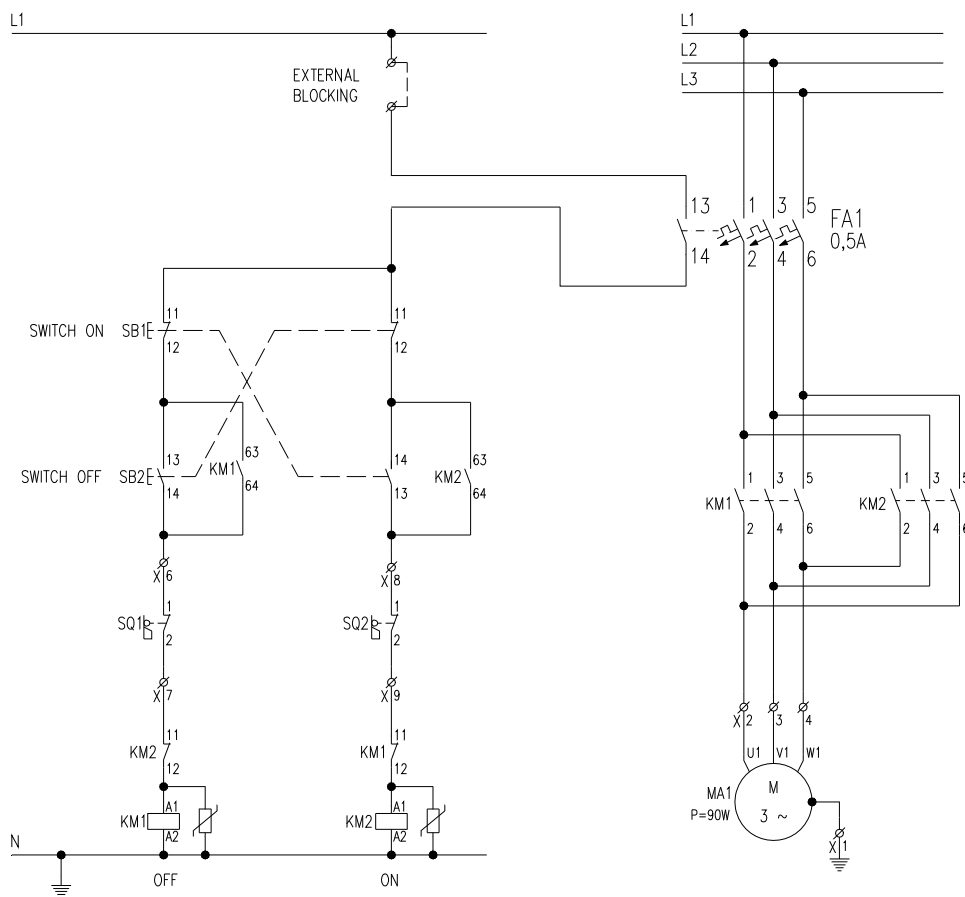 L1
L1
L2
L3
EXTERNAL
BLOCKING
13
1
3
5
FA1
0,5A
14
2
4
6
11
11
SWITCH ON SB1
12
12
13
63
14
63
SWITCH OFF SB2
KM1
KM2
14
64
13
64
1
3
5
1
3
5
KM1
KM2
2
4
6
2
4
6
X 6
X 8
1
1
SQ1
SQ2
2
2
X 7
X 9
X 2
3
4
11
11
KM2
KM1
12
12
U1
V1
W1
MA1
P=90W
M
3 ~
A1
A1
KM1
KM2
A2
A2
X 1
N
OFF
ON